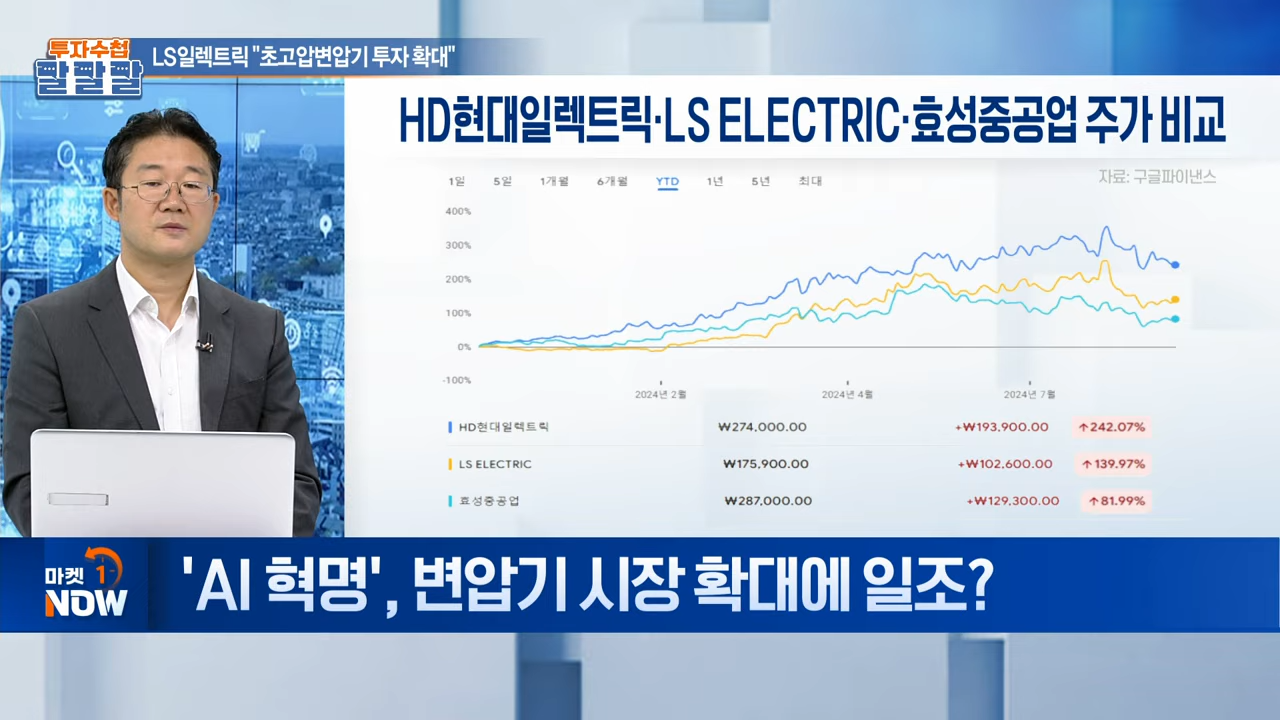 투자수첩
팔팔팔
LS일렉트릭 "초고압변압기 투자 확대"
HD현대일렉트릭·LS ELECTRIC·효성중공업 주가 비교
자료: 구글파이낸스
1일 5일 1개월 6개월 YTD 1년 5년 최대
400%
300%
200%
100%
0%
-100%
2024년 2월 2024년 4월 2024년 7월
HD현대일렉트릭 ₩274,000.00 +₩193,900.00 ↑242.07%
LS ELECTRIC ₩175,900.00 +₩102,600.00 ↑139.97%
효성중공업 ₩287,000.00 +₩129,300.00 ↑81.99%
마켓 1
NOW
'AI 혁명', 변압기 시장 확대에 일조?